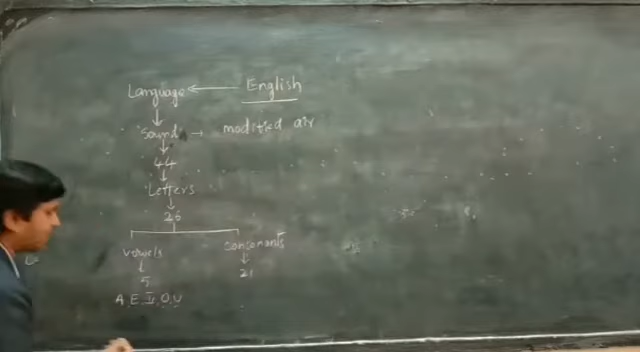 Language ← English
↓
Sound → modified air
↓
44
↓
Letters
↓
26
Vowels consonants
↓ ↓
5 21
A, E, I, O, U